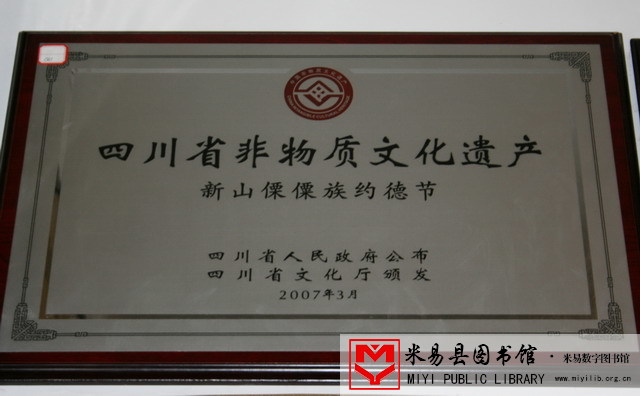 四川省非物质文化遗产
新山傈僳族约德节
四川省人民政府公布
四川省文化厅颁发
2007年3月
米易县图书馆·米易数字图书馆
MIYI PUBLIC LIBRARY www.miyilib.org.cn